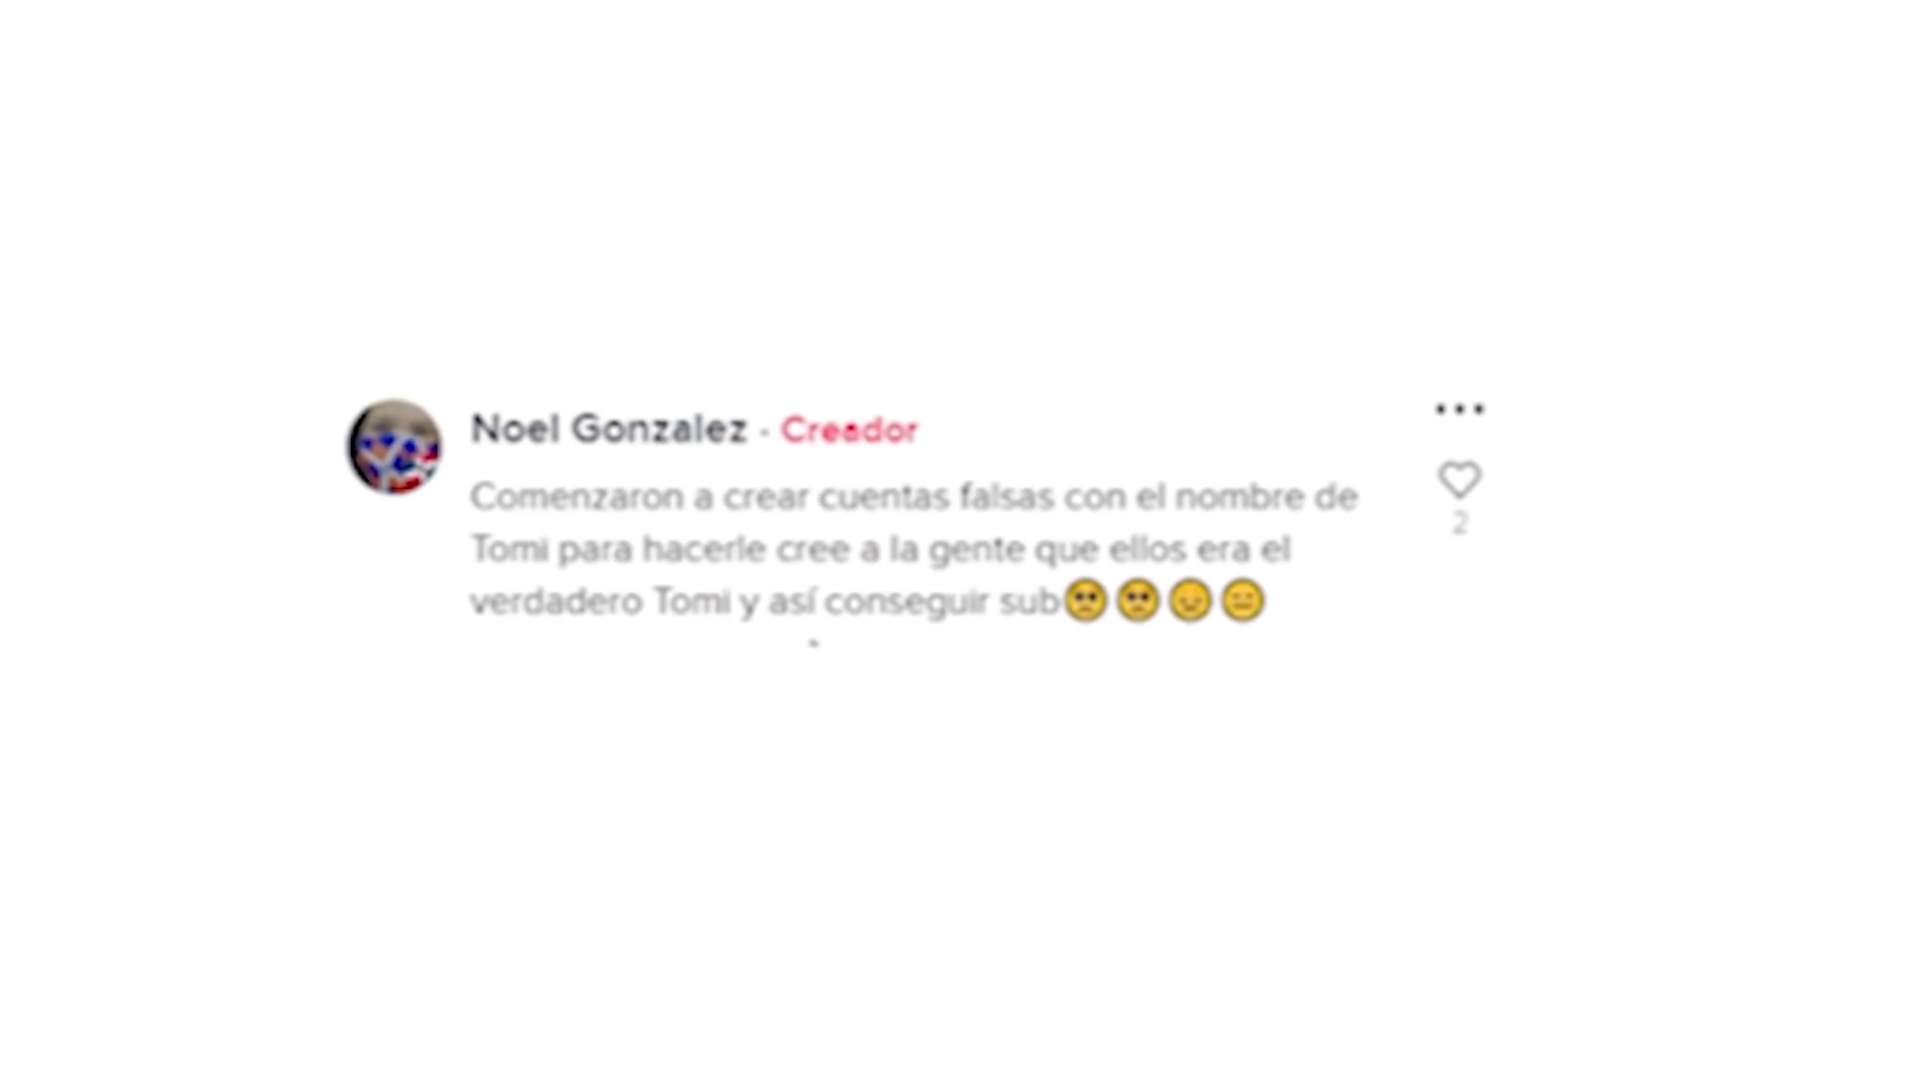 Noel Gonzalez · Creador
Comenzaron a crear cuentas falsas con el nombre de
Tomi para hacerle cree a la gente que ellos era el
verdadero Tomi y así conseguir sub🥺🥺😔😑
2